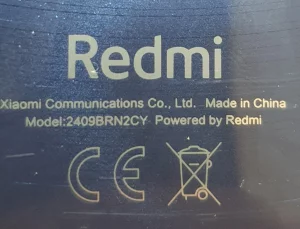 Redmi
Xiaomi Communications Co., Ltd. Made in China
Model:2409BRN2CY Powered by Redmi
CE